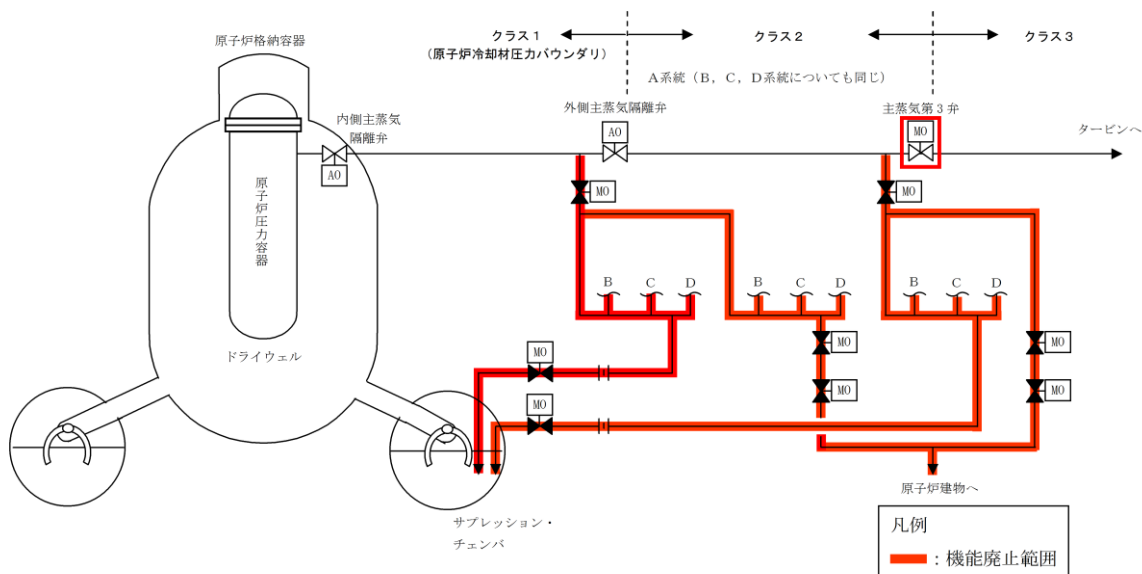 クラス1
(原子炉冷却材圧力バウンダリ)
クラス2
クラス3
A系統(B,C,D系統についても同じ)
原子炉格納容器
内側主蒸気
隔離弁
AO
外側主蒸気隔離弁
AO
主蒸気第3弁
MO
タービンへ
原子炉圧力容器
MO
MO
B
C
D
B
C
D
B
C
D
ドライウェル
MO
MO
MO
MO
MO
MO
サプレッション・
チェンバ
原子炉建物へ
凡例
:機能廃止範囲